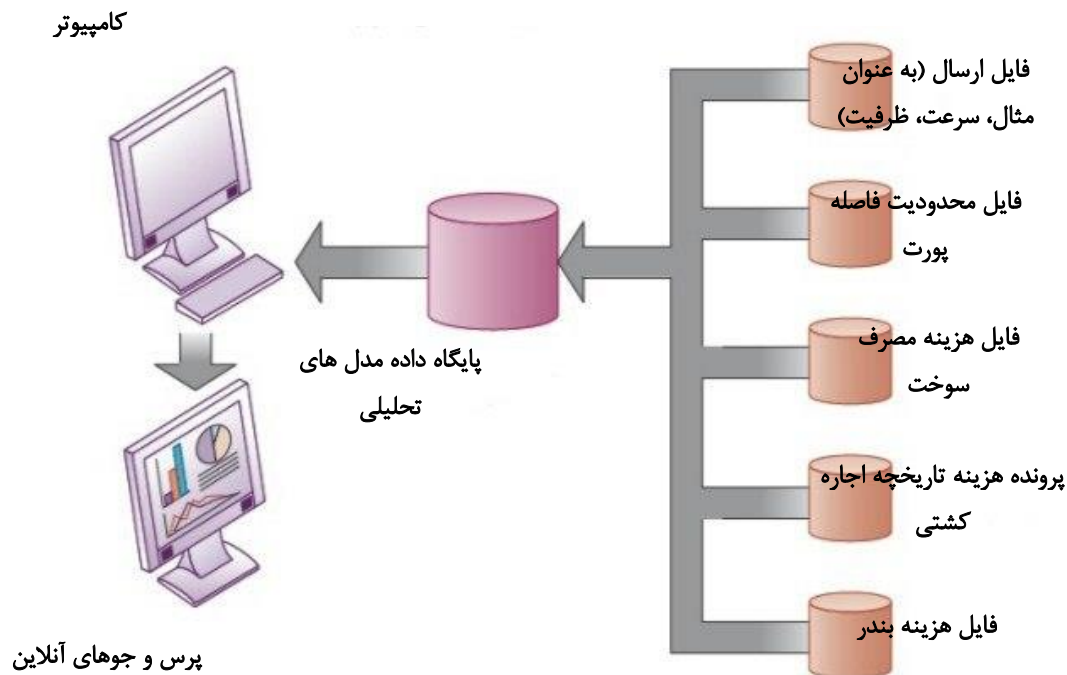 کامپیوتر
فایل ارسال (به عنوان
مثال، سرعت، ظرفیت)
فایل محدودیت فاصله
پورت
فایل هزینه مصرف
سوخت
پایگاه داده مدل های
تحلیلی
پرونده هزینه تاریخچه اجاره
کشتی
فایل هزینه بندر
پرس و جوهای آنلاین